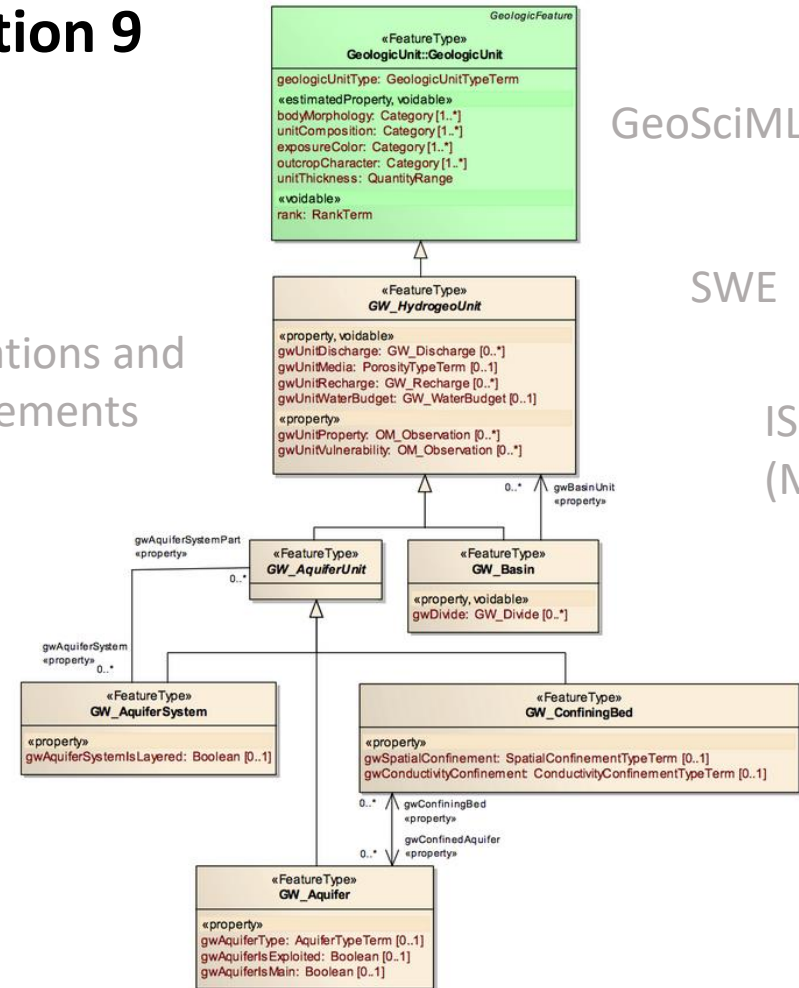 tion 9
GeologicFeature
«FeatureType»
GeologicUnit::GeologicUnit
geologicUnitType: GeologicUnitTypeTerm
«estimatedProperty, voidable»
bodyMorphology: Category [1..*]
unitComposition: Category [1..*]
exposureColor: Category [1..*]
outcropCharacter: Category [1..*]
unitThickness: QuantityRange
«voidable»
rank: RankTerm
GeoSciML
SWE
«FeatureType»
GW_HydrogeoUnit
«property, voidable»
gwUnitDischarge: GW_Discharge [0..*]
gwUnitMedia: PorosityTypeTerm [0..1]
gwUnitRecharge: GW_Recharge [0..*]
gwUnitWaterBudget: GW_WaterBudget [0..1]
«property»
gwUnitProperty: OM_Observation [0..*]
gwUnitVulnerability: OM_Observation [0..*]
ations and
ements
IS
(M
0..*
gwBasinUnit
«property»
gwAquiferSystemPart
«property»
0..*
«FeatureType»
GW_AquiferUnit
«FeatureType»
GW_Basin
«property, voidable»
gwDivide: GW_Divide [0..*]
gwAquiferSystem
«property»
0..*
«FeatureType»
GW_AquiferSystem
«property»
gwAquiferSystemIsLayered: Boolean [0..1]
«FeatureType»
GW_ConfiningBed
«property»
gwSpatialConfinement: SpatialConfinementTypeTerm [0..1]
gwConductivityConfinement: ConductivityConfinementTypeTerm [0..1]
0..*
gwConfiningBed
«property»
gwConfinedAquifer
0..*
«property»
«FeatureType»
GW_Aquifer
«property»
gwAquiferType: AquiferTypeTerm [0..1]
gwAquiferIsExploited: Boolean [0..1]
gwAquiferIsMain: Boolean [0..1]